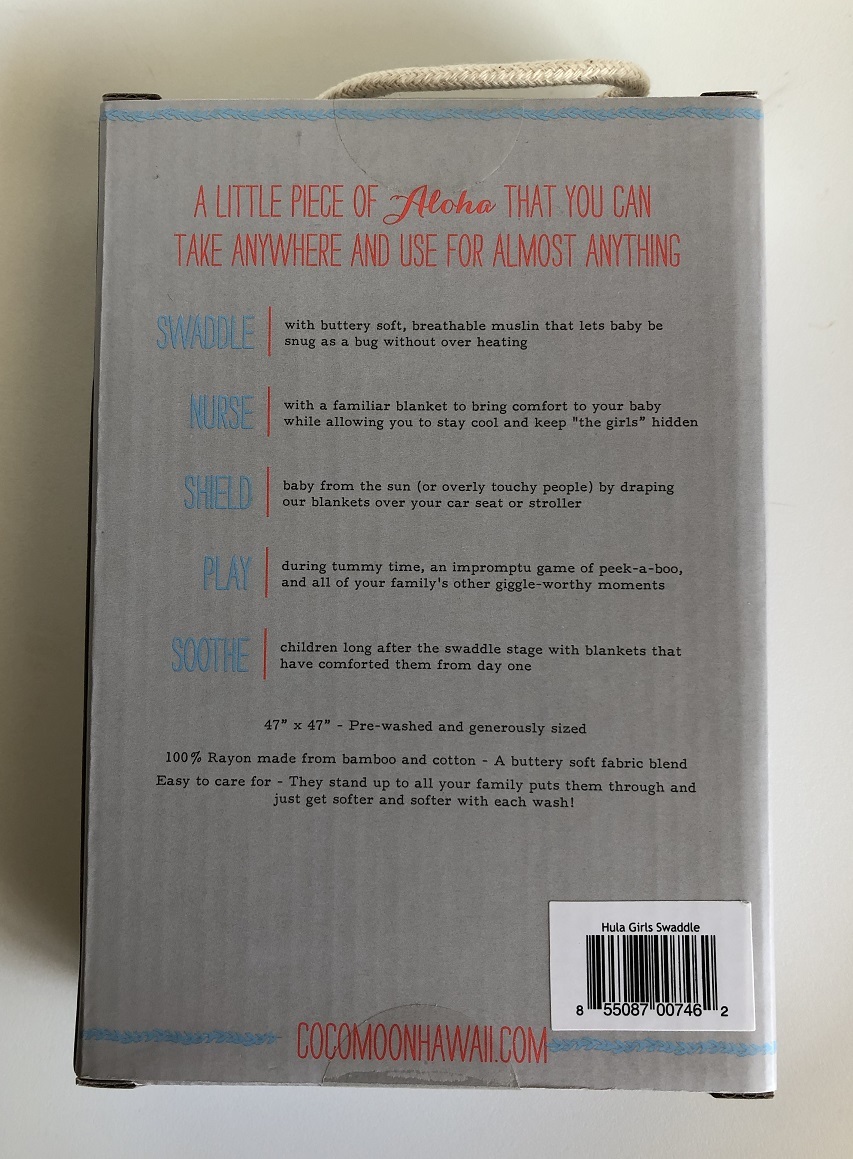 A LITTLE PIECE OF Aloha THAT YOU CAN
TAKE ANYWHERE AND USE FOR ALMOST ANYTHING
SWADDLE
with buttery soft, breathable muslin that lets baby be
snug as a bug without over heating
NURSE
with a familiar blanket to bring comfort to your baby
while allowing you to stay cool and keep "the girls" hidden
SHIELD
baby from the sun (or overly touchy people) by draping
our blankets over your car seat or stroller
PLAY
during tummy time, an impromptu game of peek-a-boo,
and all of your family's other giggle-worthy moments
SOOTHE
children long after the swaddle stage with blankets that
have comforted them from day one
47" x 47" - Pre-washed and generously sized
100% Rayon made from bamboo and cotton - A buttery soft fabric blend
Easy to care for - They stand up to all your family puts them through and
just get softer and softer with each wash!
Hula Girls Swaddle
8 55087 00746 2
COCOMOONHAWAII.COM